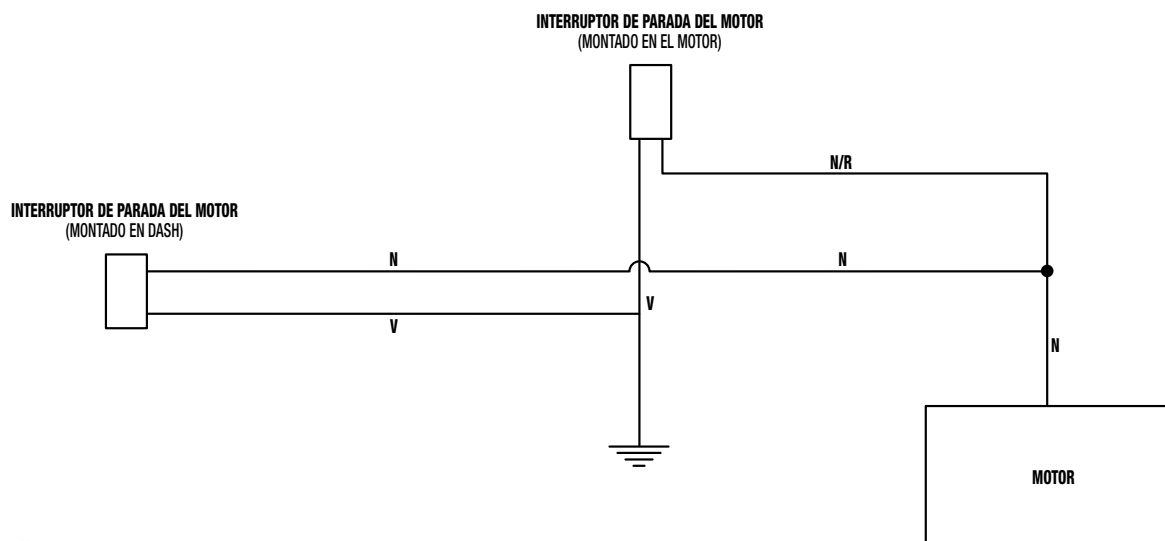 INTERRUPTOR DE PARADA DEL MOTOR
(MONTADO EN EL MOTOR)
N/R
INTERRUPTOR DE PARADA DEL MOTOR
(MONTADO EN DASH)
N
N
V
V
N
MOTOR